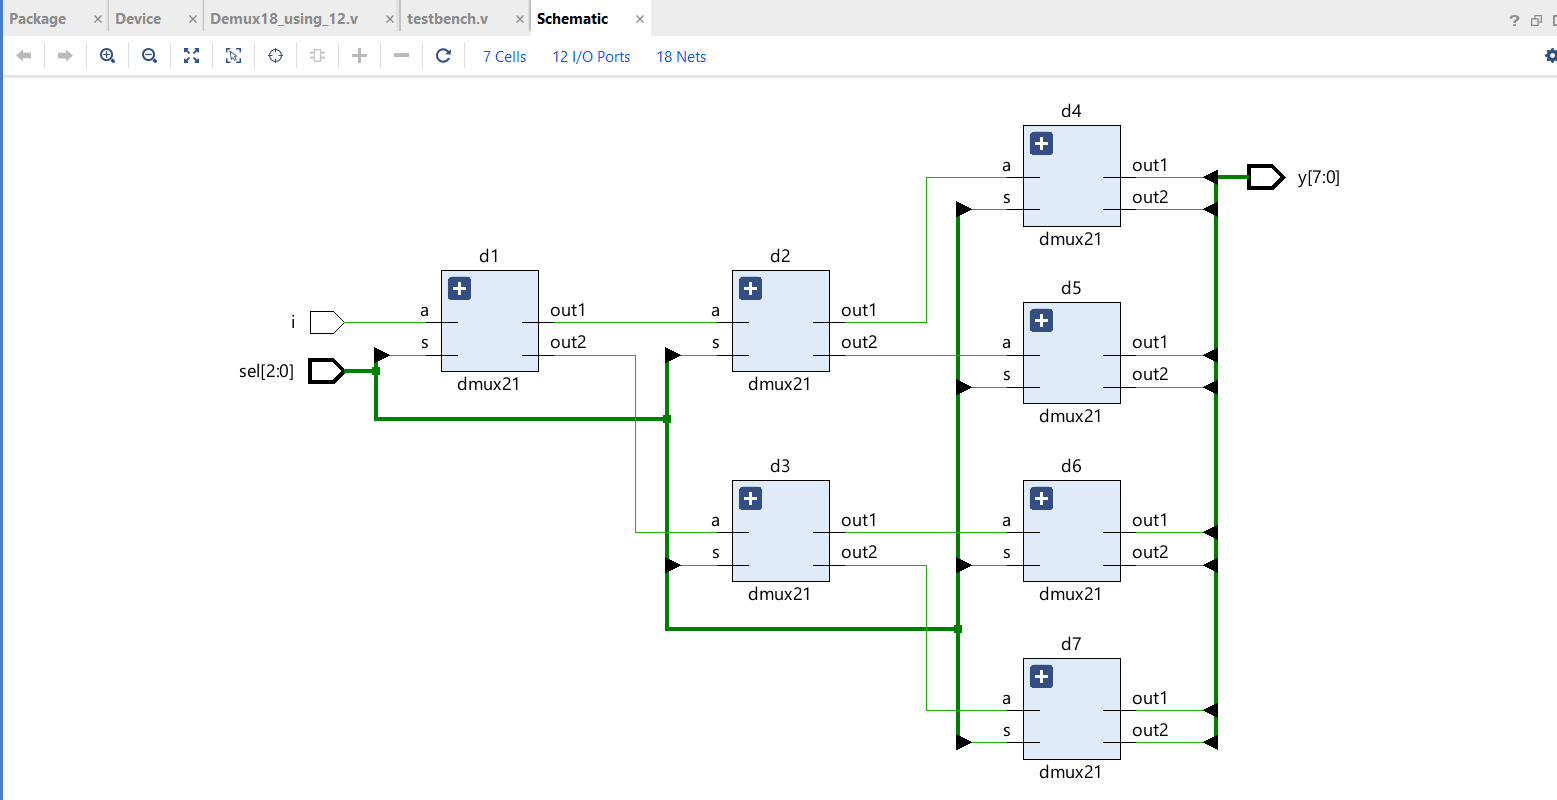 Package × Device × Demux18_using_12.v × testbench.v × Schematic × ?
7 Cells 12 I/O Ports 18 Nets
d4
a out1
s out2
dmux21
y[7:0]
d1
a out1
s out2
dmux21
i
sel[2:0]
d2
a out1
s out2
dmux21
d5
a out1
s out2
dmux21
d3
a out1
s out2
dmux21
d6
a out1
s out2
dmux21
d7
a out1
s out2
dmux21